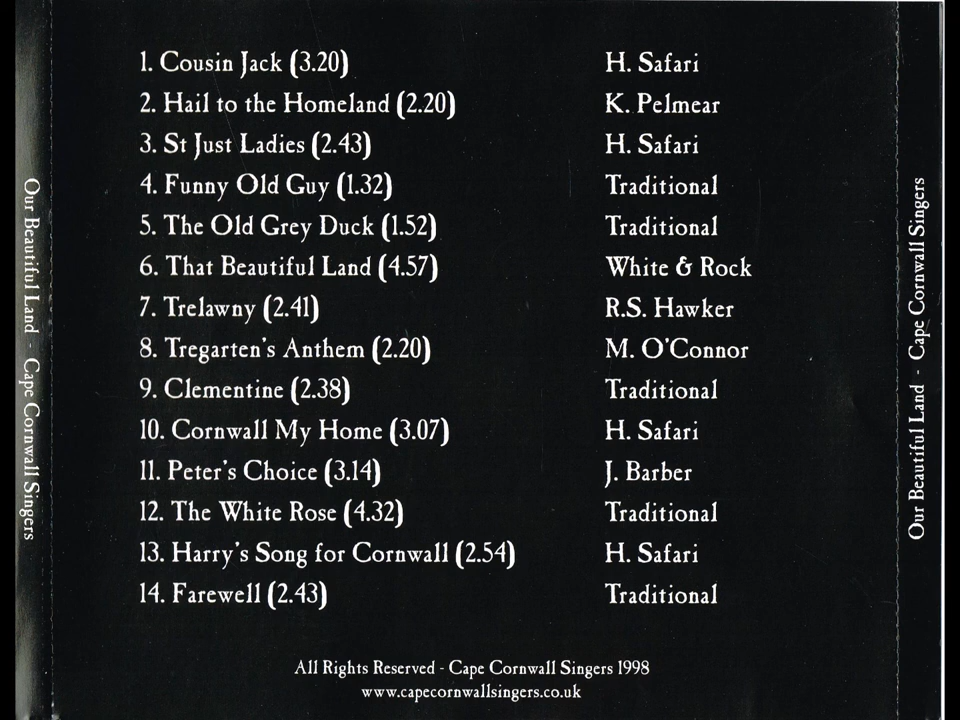 Our Beautiful Land - Cape Cornwall Singers
1. Cousin Jack (3.20) H. Safari
2. Hail to the Homeland (2.20) K. Pelmear
3. St Just Ladies (2.43) H. Safari
4. Funny Old Guy (1.32) Traditional
5. The Old Grey Duck (1.52) Traditional
6. That Beautiful Land (4.57) White & Rock
7. Trelawny (2.41) R.S. Hawker
8. Tregarten's Anthem (2.20) M. O'Connor
9. Clementine (2.38) Traditional
10. Cornwall My Home (3.07) H. Safari
11. Peter's Choice (3.14) J. Barber
12. The White Rose (4.32) Traditional
13. Harry's Song for Cornwall (2.54) H. Safari
14. Farewell (2.43) Traditional
All Rights Reserved - Cape Cornwall Singers 1998
www.capecornwallsingers.co.uk
Our Beautiful Land - Cape Cornwall Singers